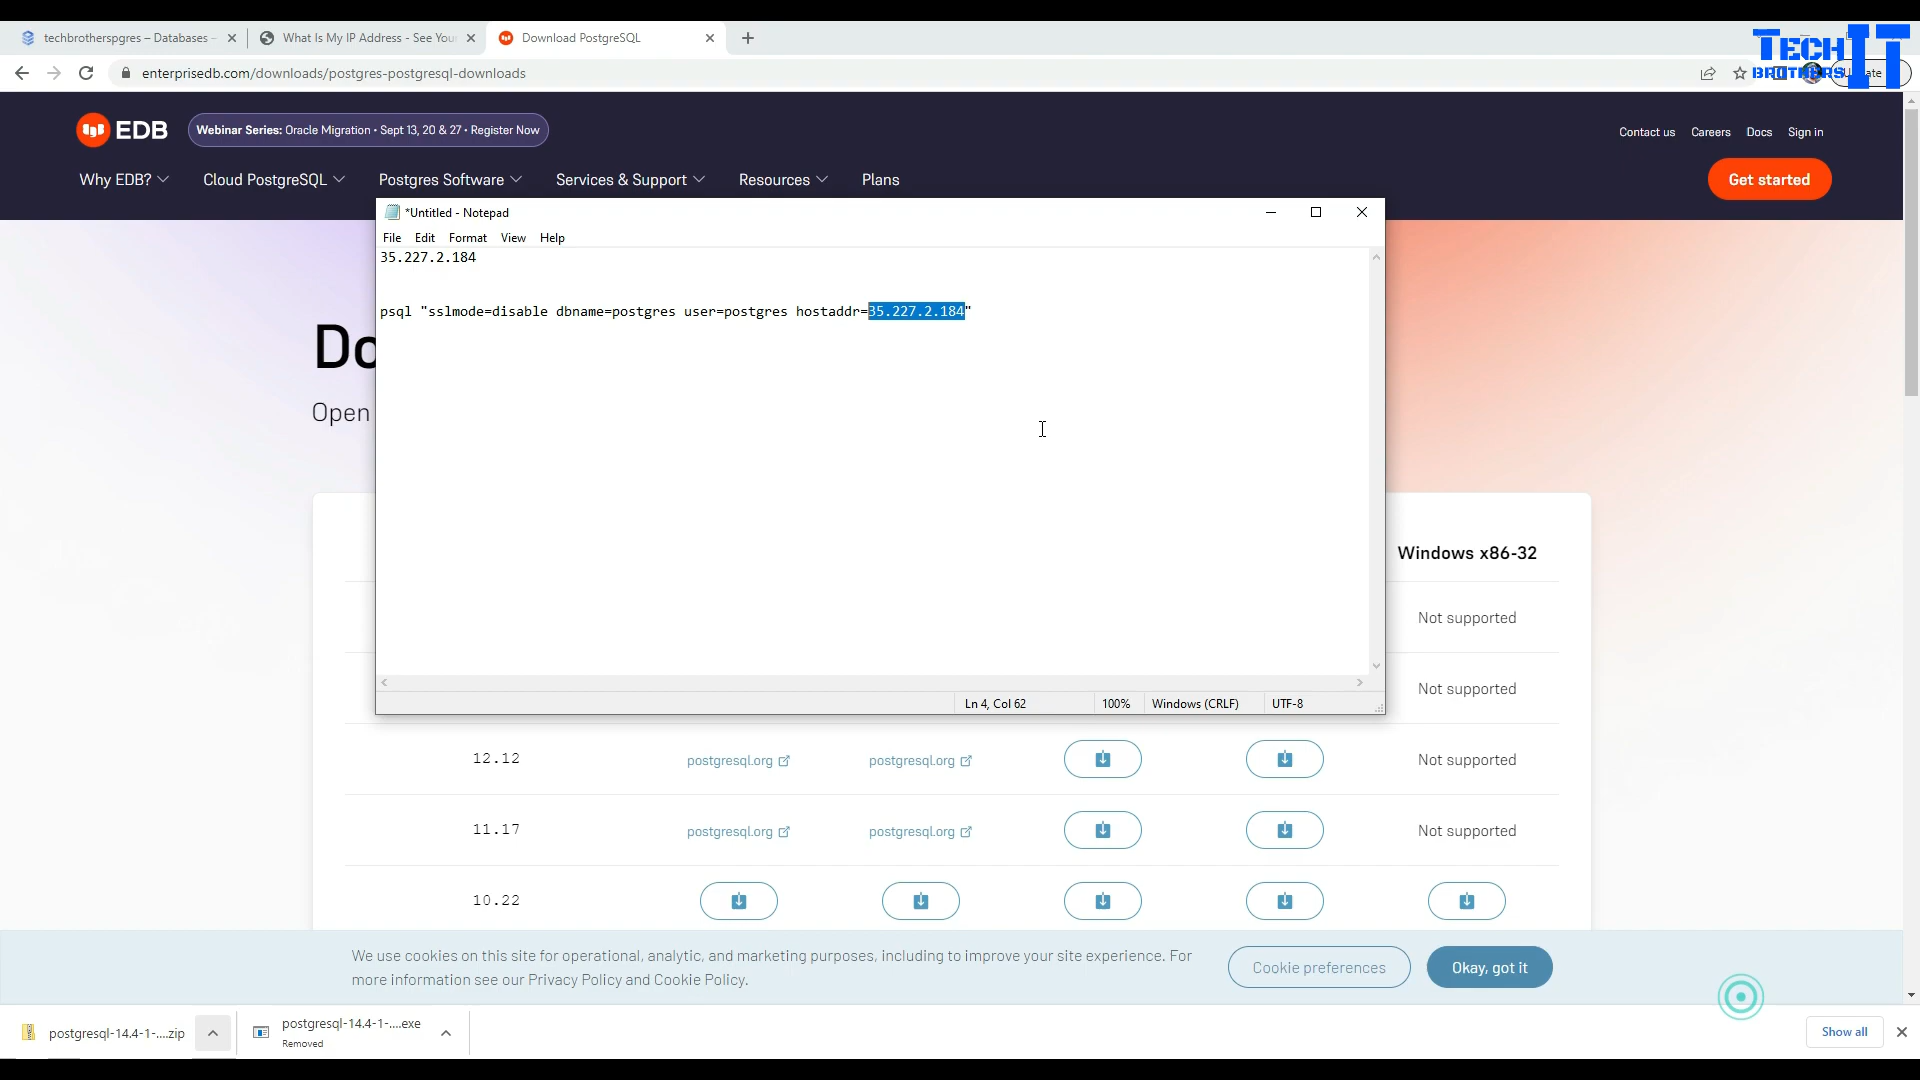 techbrotherspgres – Databases -
What Is My IP Address - See Your
Download PostgreSQL
TECH IT
BROTHERS
enterprisedb.com/downloads/postgres-postgresql-downloads
EDB
Webinar Series: Oracle Migration • Sept 13, 20 & 27 • Register Now
Contact us
Careers
Docs
Sign in
Why EDB?
Cloud PostgreSQL
Postgres Software
Services & Support
Resources
Plans
Get started
*Untitled - Notepad
File
Edit
Format
View
Help
35.227.2.184
psql "sslmode=disable dbname=postgres user=postgres hostaddr=35.227.2.184"
Open
Windows x86-32
Not supported
Not supported
Ln 4, Col 62
100%
Windows (CRLF)
UTF-8
12.12
postgresql.org
postgresql.org
Not supported
11.17
postgresql.org
postgresql.org
Not supported
10.22
We use cookies on this site for operational, analytic, and marketing purposes, including to improve your site experience. For
more information see our Privacy Policy and Cookie Policy.
Cookie preferences
Okay, got it
postgresql-14.4-1-....zip
postgresql-14.4-1-....exe
Removed
Show all